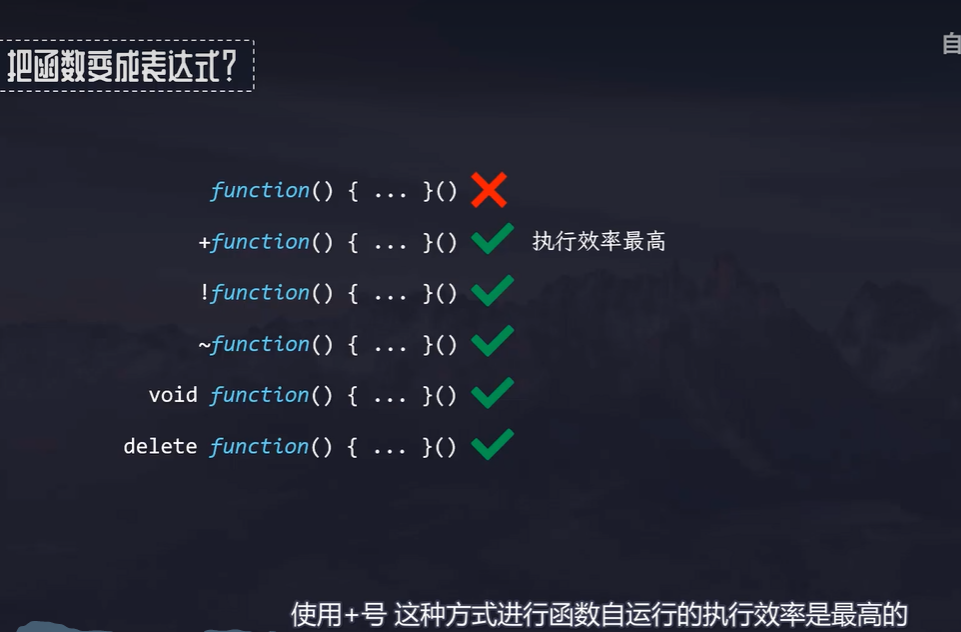 把函数变成表达式?
自
function() { ... }()
+function() { ... }() 执行效率最高
!function() { ... }()
~function() { ... }()
void function() { ... }()
delete function() { ... }()
使用+号 这种方式进行函数自运行的执行效率是最高的